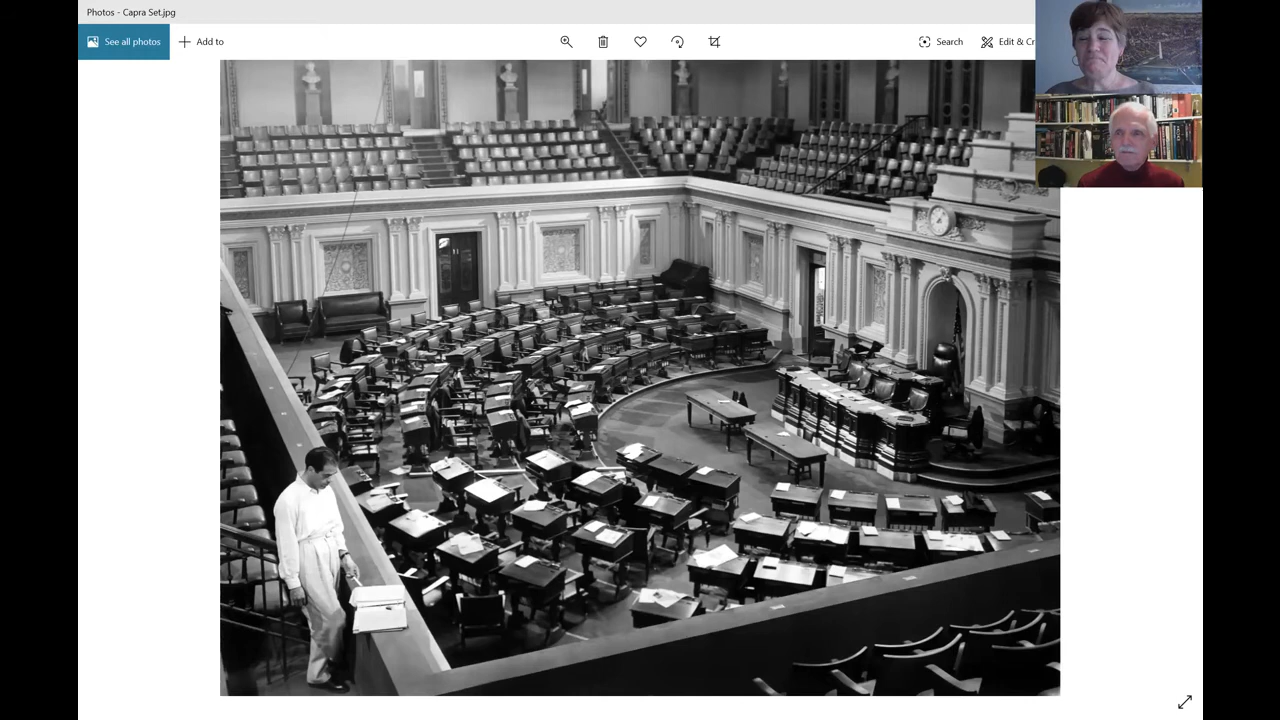 Photos - Capra Set.jpg
See all photos
Add to
Search
Edit & Cr